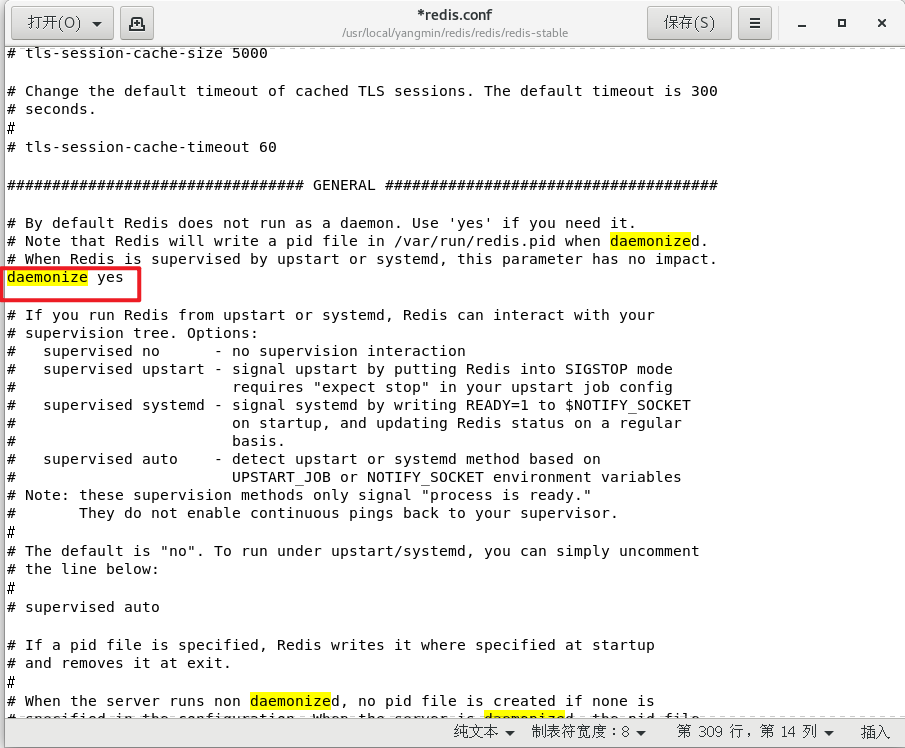 打开(O)
*redis.conf
/usr/local/yangmin/redis/redis/redis-stable
保存(S)
# tls-session-cache-size 5000
# Change the default timeout of cached TLS sessions. The default timeout is 300
# seconds.
#
# tls-session-cache-timeout 60
################################# GENERAL #####################################
# By default Redis does not run as a daemon. Use 'yes' if you need it.
# Note that Redis will write a pid file in /var/run/redis.pid when daemonized.
# When Redis is supervised by upstart or systemd, this parameter has no impact.
daemonize yes
# If you run Redis from upstart or systemd, Redis can interact with your
# supervision tree. Options:
#   supervised no      - no supervision interaction
#   supervised upstart - signal upstart by putting Redis into SIGSTOP mode
#                        requires "expect stop" in your upstart job config
#   supervised systemd - signal systemd by writing READY=1 to $NOTIFY_SOCKET
#                        on startup, and updating Redis status on a regular
#                        basis.
#   supervised auto    - detect upstart or systemd method based on
#                        UPSTART_JOB or NOTIFY_SOCKET environment variables
# Note: these supervision methods only signal "process is ready."
#       They do not enable continuous pings back to your supervisor.
#
# The default is "no". To run under upstart/systemd, you can simply uncomment
# the line below:
#
# supervised auto
# If a pid file is specified, Redis writes it where specified at startup
# and removes it at exit.
#
# When the server runs non daemonized, no pid file is created if none is
# specified in the configuration. When the server is daemonized, the pid file
纯文本 制表符宽度：8 第 309 行，第 14 列 插入